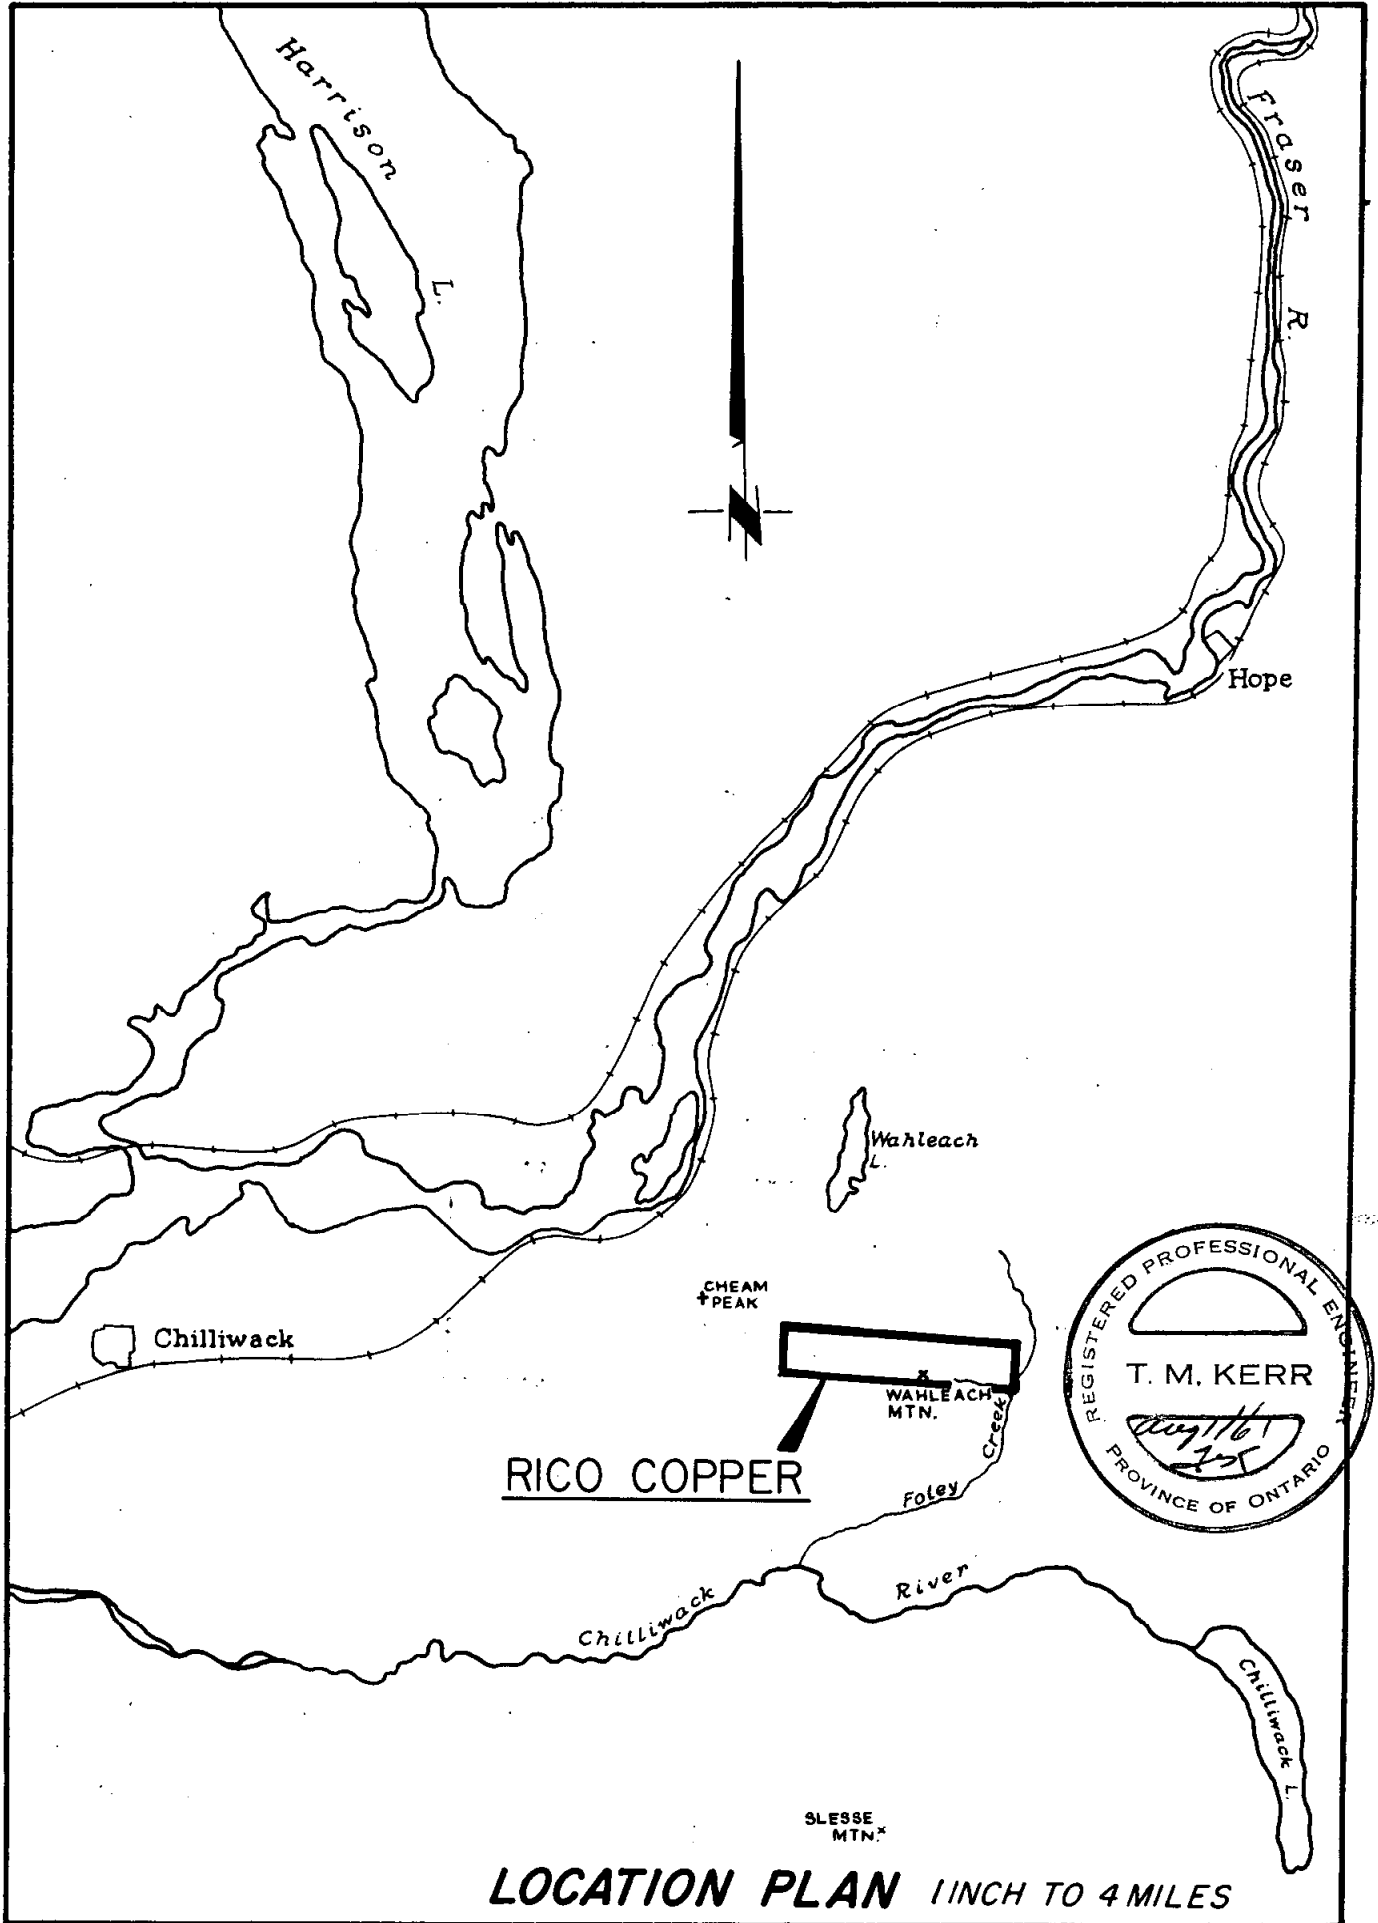 Harrison
L.
Fraser
R.
N
Hope
Wahleach
L.
CHEAM
PEAK
Chilliwack
WAHLEACH
MTN.
RICO COPPER
Foley
Creek
REGISTERED PROFESSIONAL ENGINEER
T. M. KERR
PROVINCE OF ONTARIO
Chilliwack
River
Chilliwack L.
SLESSE
MTN.
LOCATION PLAN 1 INCH TO 4 MILES